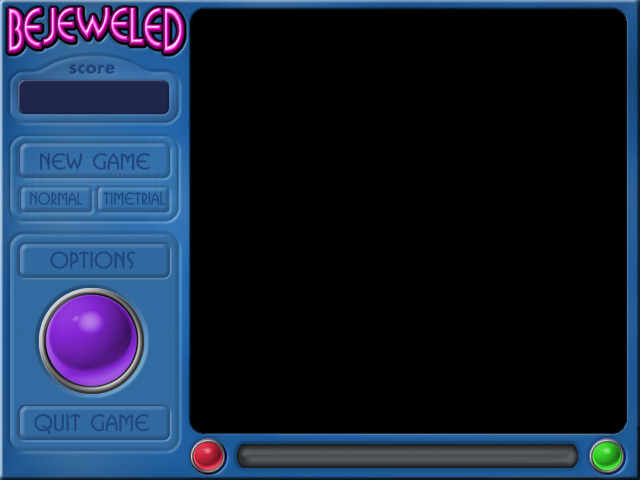 BEJEWELED
score
NEW GAME
NORMAL TIMETRIAL
OPTIONS
QUIT GAME